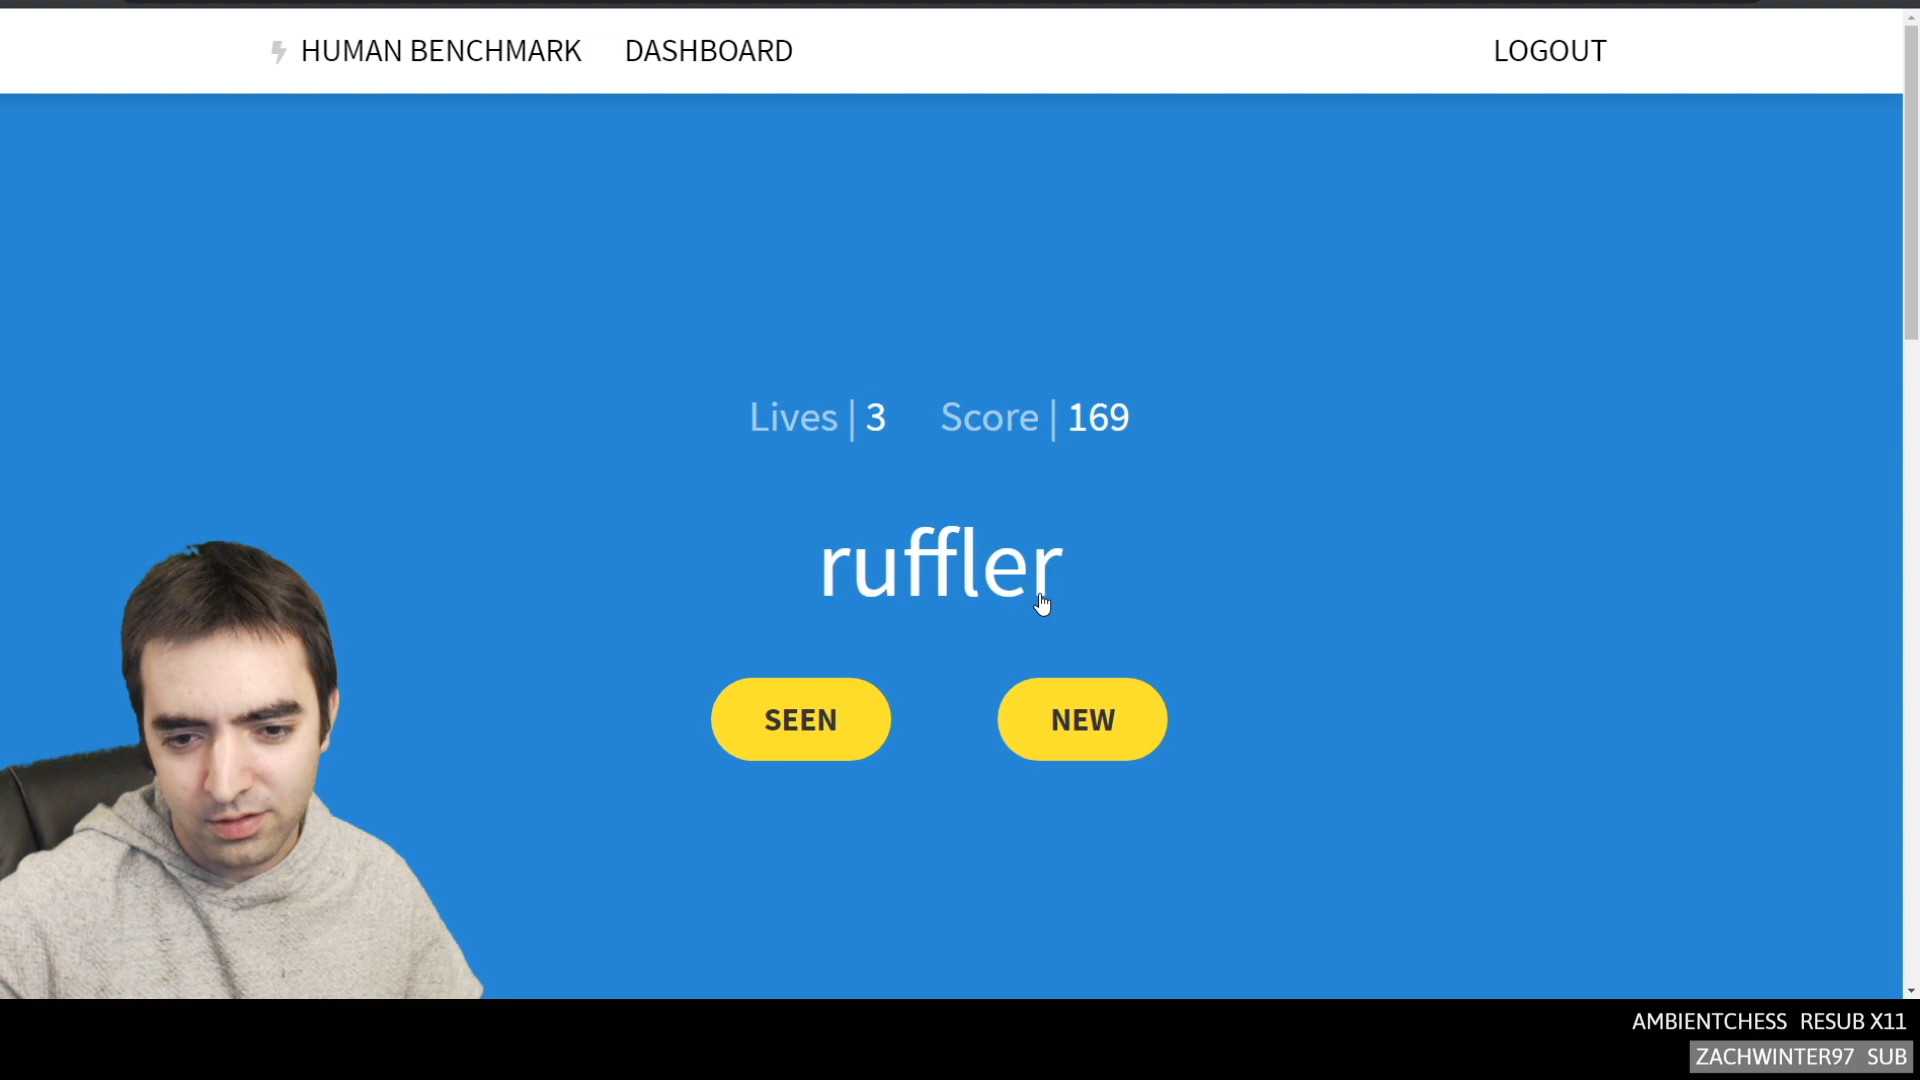 HUMAN BENCHMARK DASHBOARD LOGOUT
Lives | 3 Score | 169
ruffler
SEEN NEW
AMBIENTCHESS RESUB X11
ZACHWINTER97 SUB